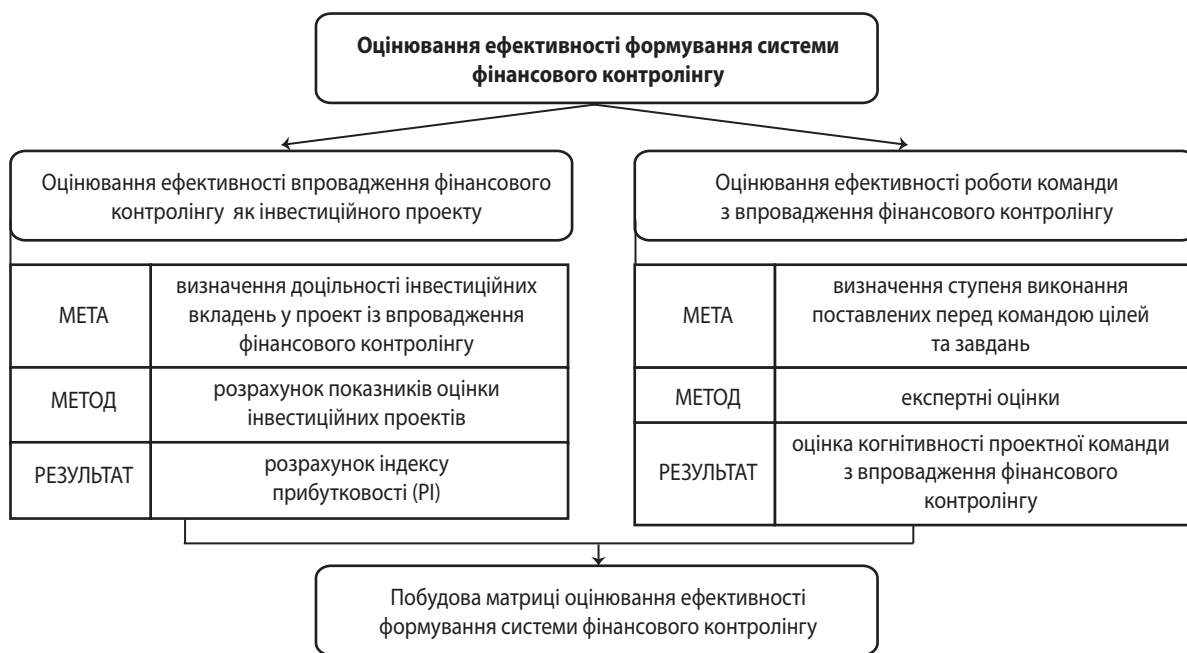 Оцінювання ефективності формування системи
фінансового контролінгу
Оцінювання ефективності впровадження фінансового
контролінгу як інвестиційного проекту
МЕТА
визначення доцільності інвестиційних
вкладень у проект із впровадження
фінансового контролінгу
МЕТОД
розрахунок показників оцінки
інвестиційних проектів
РЕЗУЛЬТАТ
розрахунок індексу
прибутковості (PI)
Оцінювання ефективності роботи команди
з впровадження фінансового контролінгу
МЕТА
визначення ступеня виконання
поставлених перед командою цілей
та завдань
МЕТОД
експертні оцінки
РЕЗУЛЬТАТ
оцінка когнітивності проектної команди
з впровадження фінансового
контролінгу
Побудова матриці оцінювання ефективності
формування системи фінансового контролінгу